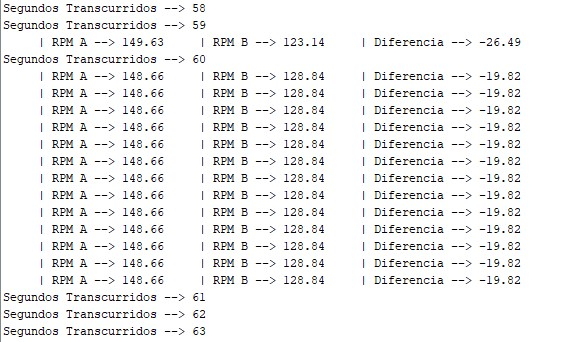 Segundos Transcurridos --> 58
Segundos Transcurridos --> 59
| RPM A --> 149.63 | RPM B --> 123.14 | Diferencia --> -26.49
Segundos Transcurridos --> 60
| RPM A --> 148.66 | RPM B --> 128.84 | Diferencia --> -19.82
| RPM A --> 148.66 | RPM B --> 128.84 | Diferencia --> -19.82
| RPM A --> 148.66 | RPM B --> 128.84 | Diferencia --> -19.82
| RPM A --> 148.66 | RPM B --> 128.84 | Diferencia --> -19.82
| RPM A --> 148.66 | RPM B --> 128.84 | Diferencia --> -19.82
| RPM A --> 148.66 | RPM B --> 128.84 | Diferencia --> -19.82
| RPM A --> 148.66 | RPM B --> 128.84 | Diferencia --> -19.82
| RPM A --> 148.66 | RPM B --> 128.84 | Diferencia --> -19.82
| RPM A --> 148.66 | RPM B --> 128.84 | Diferencia --> -19.82
| RPM A --> 148.66 | RPM B --> 128.84 | Diferencia --> -19.82
| RPM A --> 148.66 | RPM B --> 128.84 | Diferencia --> -19.82
| RPM A --> 148.66 | RPM B --> 128.84 | Diferencia --> -19.82
| RPM A --> 148.66 | RPM B --> 128.84 | Diferencia --> -19.82
Segundos Transcurridos --> 61
Segundos Transcurridos --> 62
Segundos Transcurridos --> 63